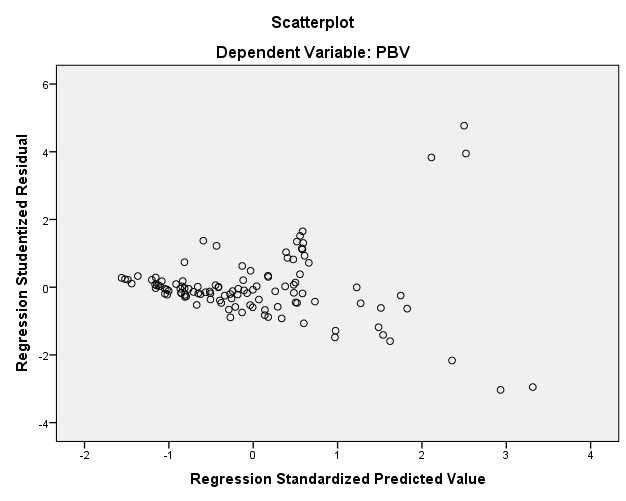 Scatterplot
Dependent Variable: PBV
Regression Studentized Residual
6
4
2
0
-2
-4
-2 -1 0 1 2 3 4
Regression Standardized Predicted Value